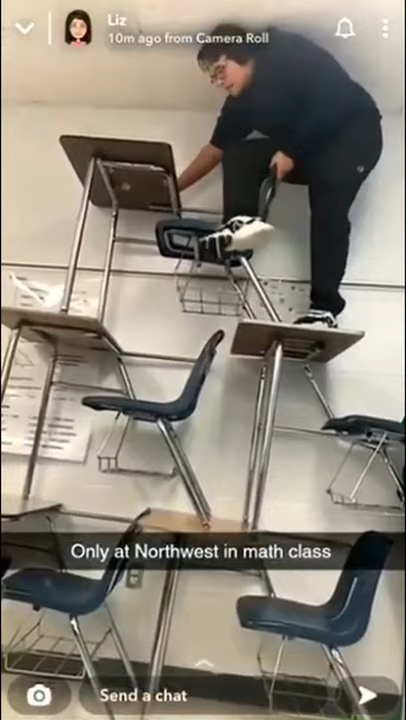 Liz
10m ago from Camera Roll
Only at Northwest in math class
Send a chat